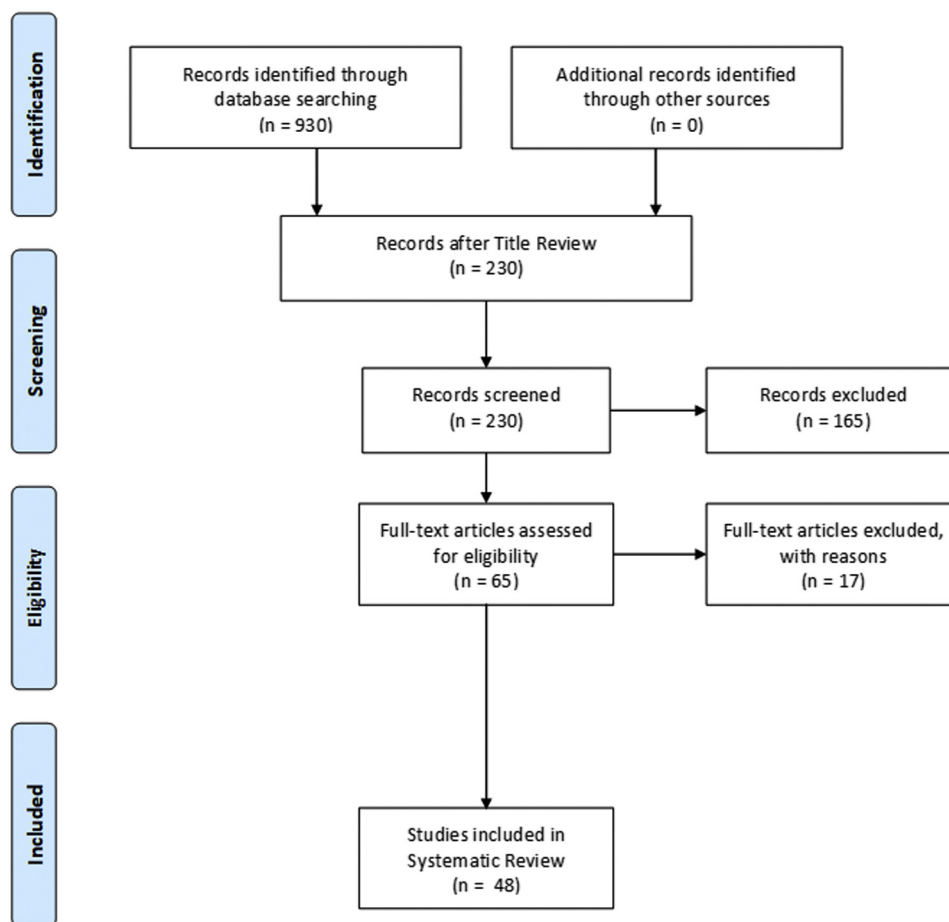 Identification
Records identified through
database searching
(n = 930)
Additional records identified
through other sources
(n = 0)
Records after Title Review
(n = 230)
Screening
Records screened
(n = 230)
Records excluded
(n = 165)
Eligibility
Full-text articles assessed
for eligibility
(n = 65)
Full-text articles excluded,
with reasons
(n = 17)
Included
Studies included in
Systematic Review
(n = 48)